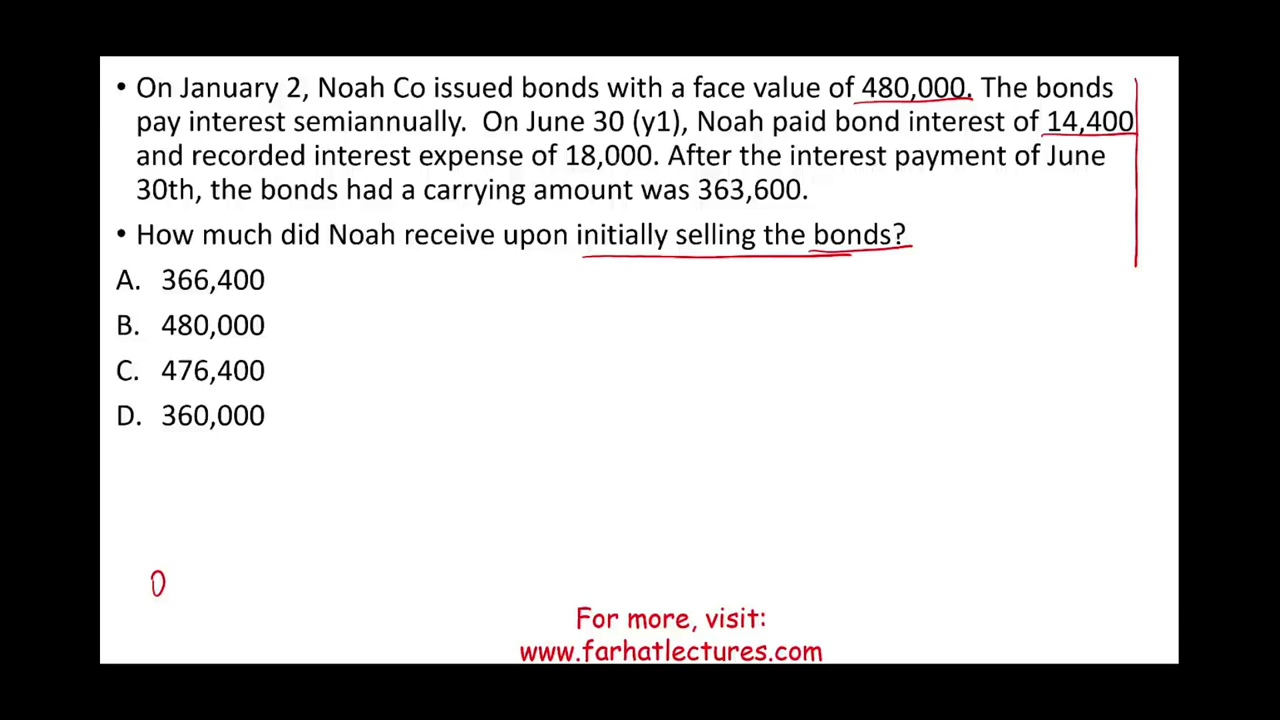 • On January 2, Noah Co issued bonds with a face value of 480,000. The bonds
pay interest semiannually. On June 30 (y1), Noah paid bond interest of 14,400
and recorded interest expense of 18,000. After the interest payment of June
30th, the bonds had a carrying amount was 363,600.
• How much did Noah receive upon initially selling the bonds?
A. 366,400
B. 480,000
C. 476,400
D. 360,000
0
For more, visit:
www.farhatlectures.com